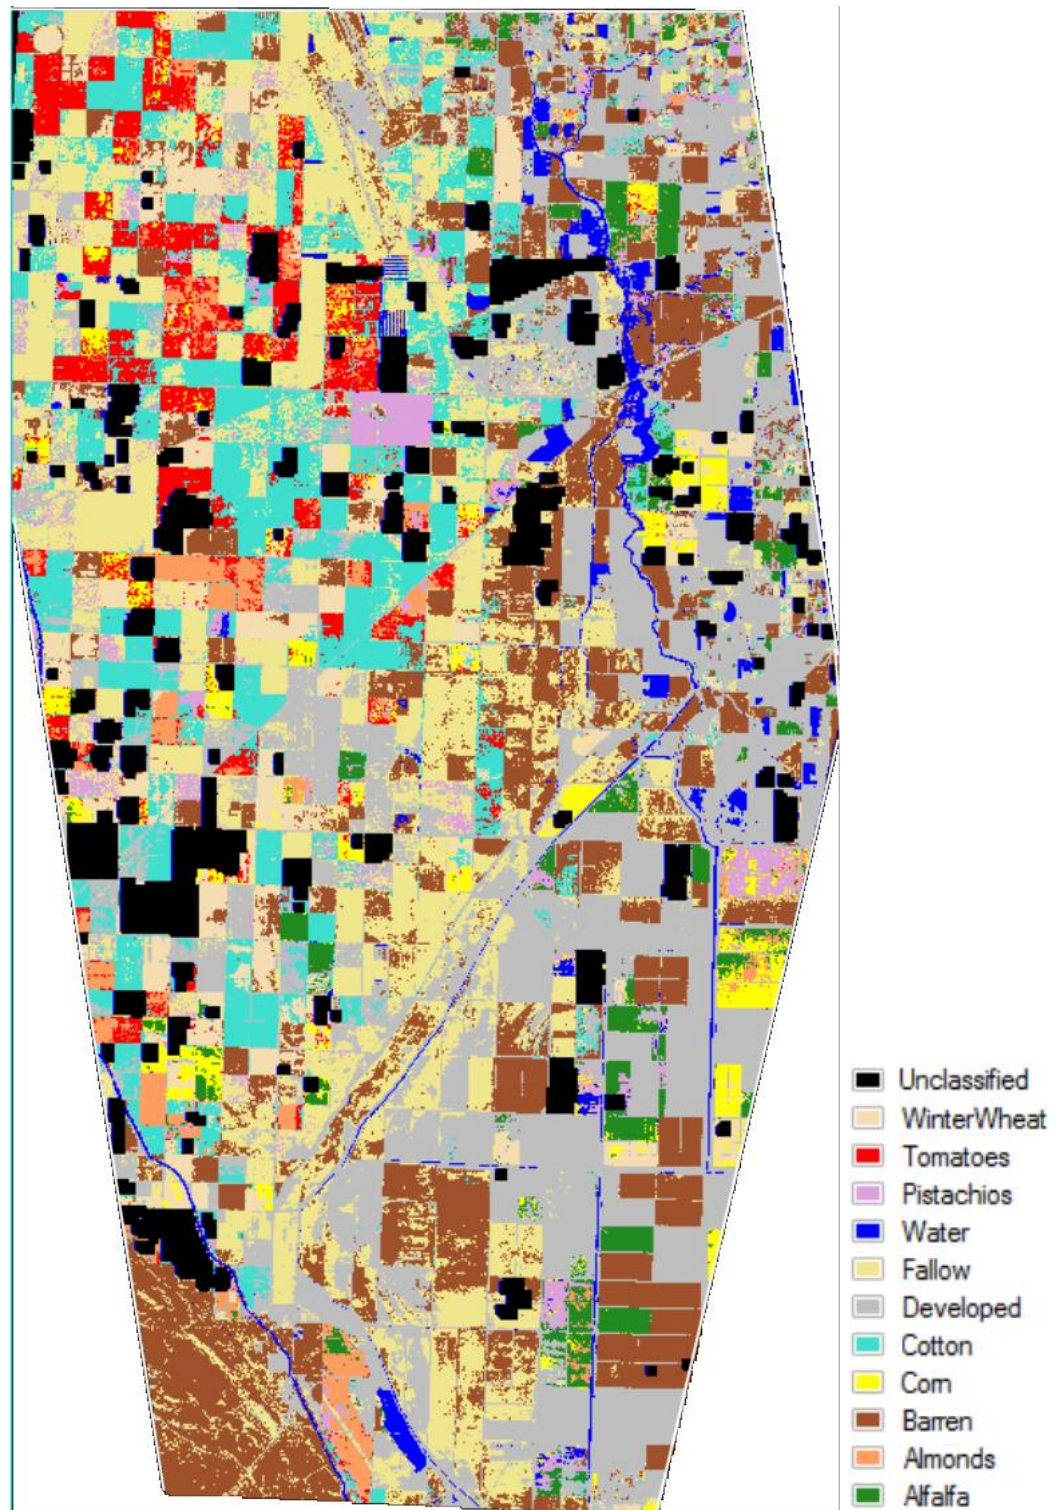 Unclassified
WinterWheat
Tomatoes
Pistachios
Water
Fallow
Developed
Cotton
Corn
Barren
Almonds
Alfalfa